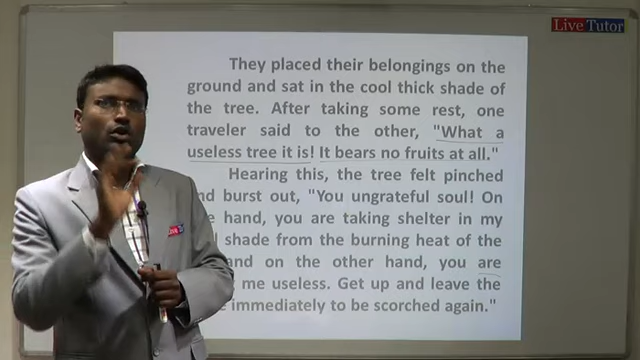 Live Tutor
They placed their belongings on the
ground and sat in the cool thick shade of
the tree. After taking some rest, one
traveler said to the other, "What a
useless tree it is! It bears no fruits at all."
Hearing this, the tree felt pinched
burst out, "You ungrateful soul! On
hand, you are taking shelter in my
shade from the burning heat of the
and on the other hand, you are
me useless. Get up and leave the
immediately to be scorched again."